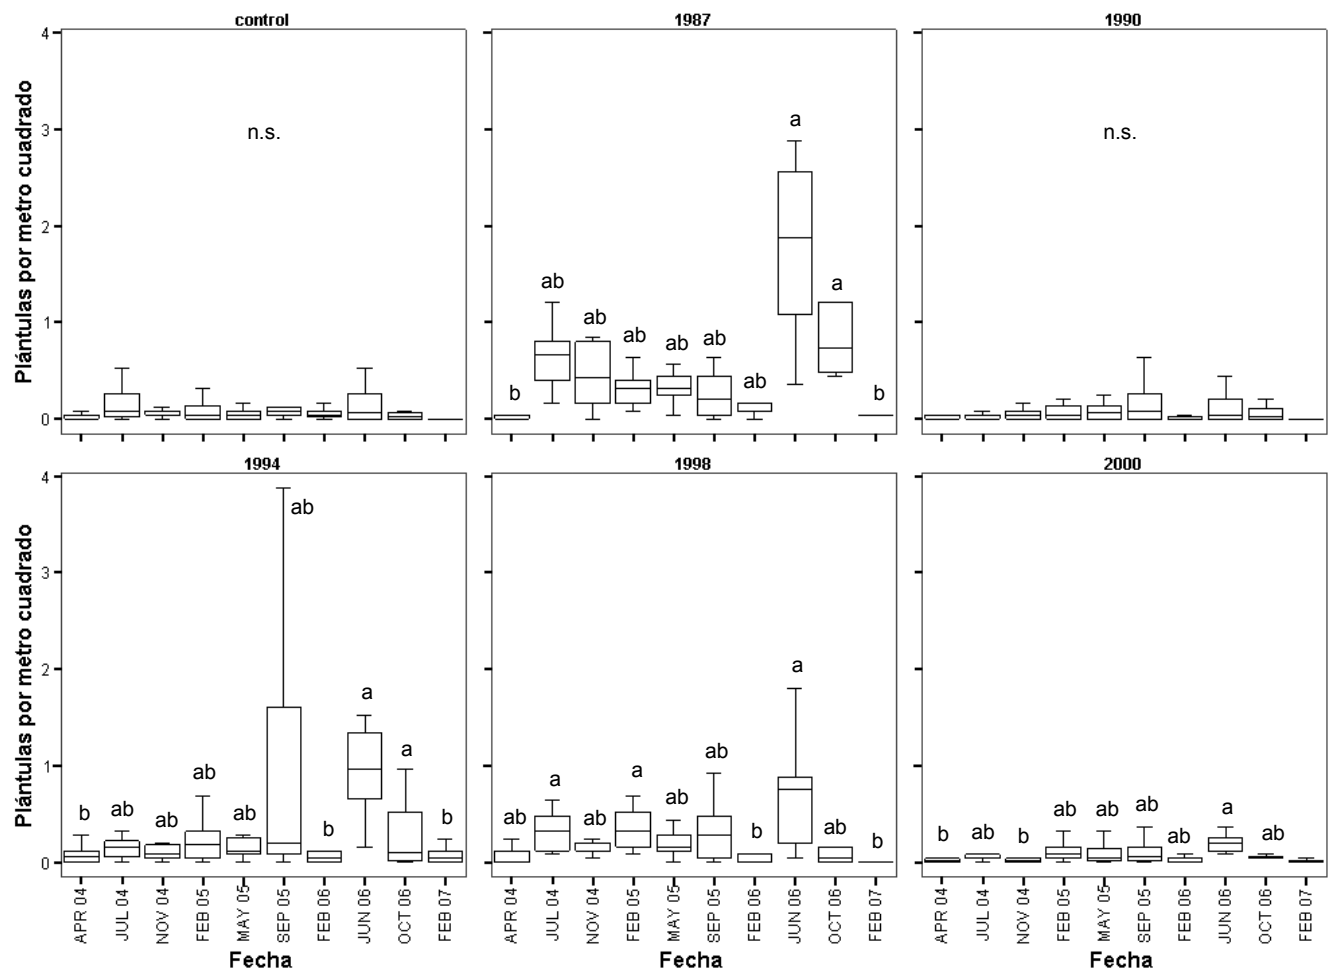 control
1987
1990
Plántulas por metro cuadrado
4
3
2
1
0
n.s.
b
ab
ab
ab
ab
ab
ab
a
a
b
n.s.
1994
1998
2000
Plántulas por metro cuadrado
4
3
2
1
0
b
ab
ab
ab
ab
ab
b
a
a
b
ab
a
ab
a
ab
ab
b
a
ab
b
b
ab
b
ab
ab
ab
ab
a
ab
b
APR 04
JUL 04
NOV 04
FEB 05
MAY 05
SEP 05
FEB 06
JUN 06
OCT 06
FEB 07
APR 04
JUL 04
NOV 04
FEB 05
MAY 05
SEP 05
FEB 06
JUN 06
OCT 06
FEB 07
APR 04
JUL 04
NOV 04
FEB 05
MAY 05
SEP 05
FEB 06
JUN 06
OCT 06
FEB 07
Fecha
Fecha
Fecha